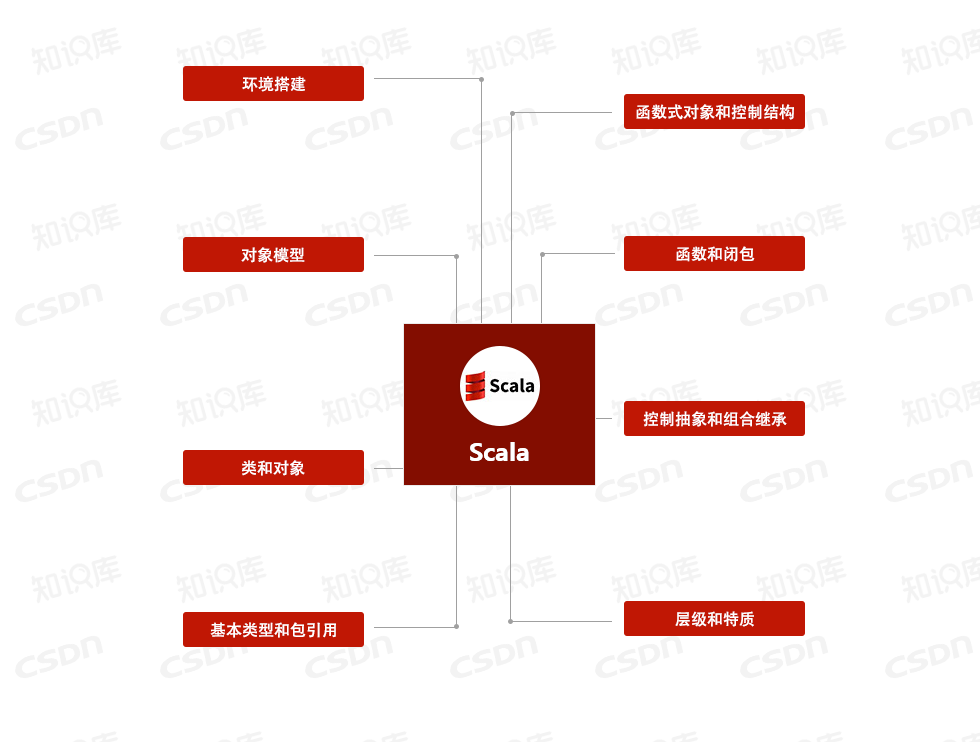 环境搭建
函数式对象和控制结构
对象模型
函数和闭包
Scala
Scala
控制抽象和组合继承
类和对象
基本类型和包引用
层级和特质
知识库
CSDN